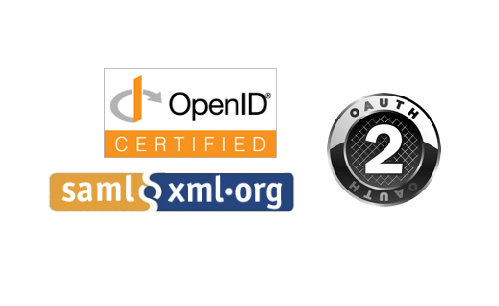 OpenID®
CERTIFIED
saml xml·org
OAUTH
2
OAUTH